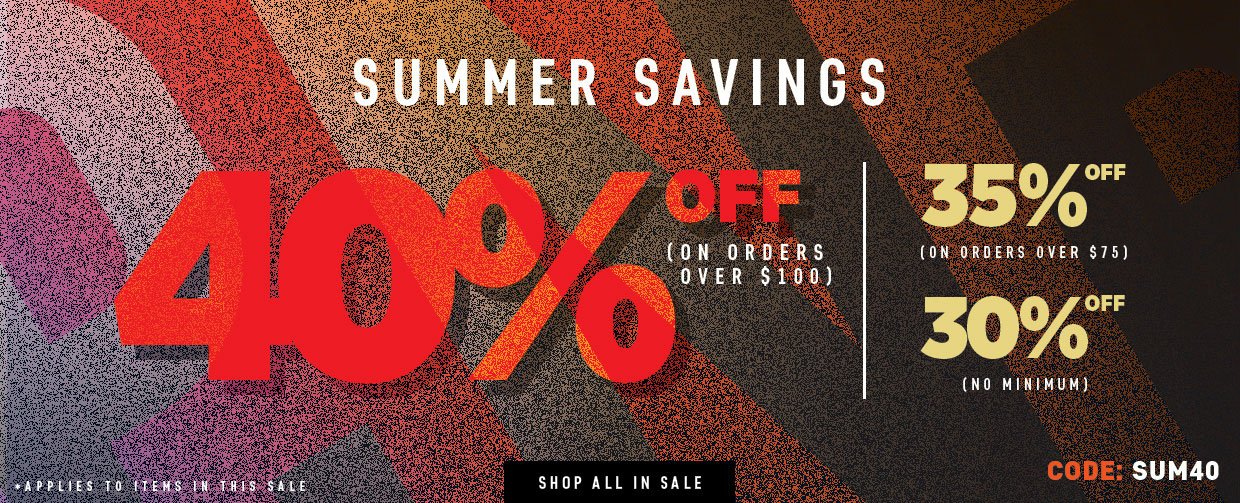 SUMMER SAVINGS
40% OFF
(ON ORDERS
OVER $100)
35% OFF
(ON ORDERS OVER $75)
30% OFF
(NO MINIMUM)
*APPLIES TO ITEMS IN THIS SALE
SHOP ALL IN SALE
CODE: SUM40